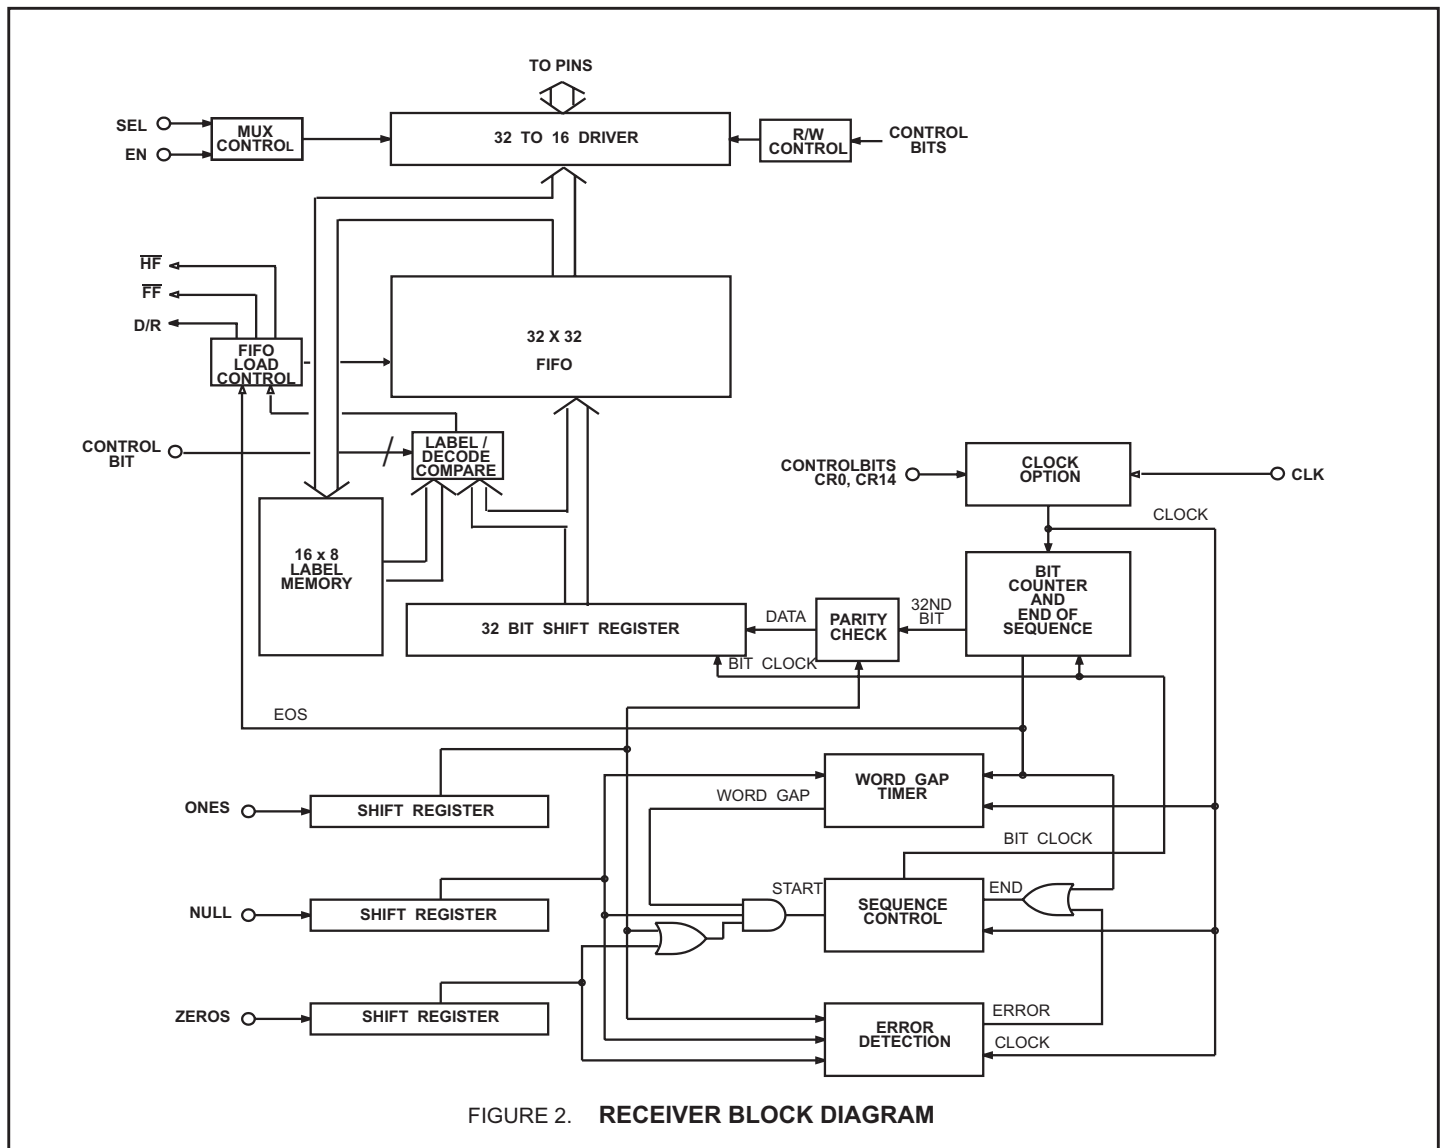 TO PINS
SEL
EN
MUX
CONTROL
32 TO 16 DRIVER
R/W
CONTROL
CONTROL
BITS
HF
FF
D/R
FIFO
LOAD
CONTROL
32 X 32
FIFO
CONTROL
BIT
LABEL /
DECODE
COMPARE
CONTROLBITS
CR0, CR14
CLOCK
OPTION
CLK
CLOCK
16 x 8
LABEL
MEMORY
BIT
COUNTER
AND
END OF
SEQUENCE
32 BIT SHIFT REGISTER
DATA
PARITY
CHECK
32ND
BIT
BIT CLOCK
EOS
ONES
SHIFT REGISTER
WORD GAP
WORD GAP
TIMER
BIT CLOCK
NULL
SHIFT REGISTER
START
SEQUENCE
CONTROL
END
ZEROS
SHIFT REGISTER
ERROR
DETECTION
ERROR
CLOCK
FIGURE 2. RECEIVER BLOCK DIAGRAM